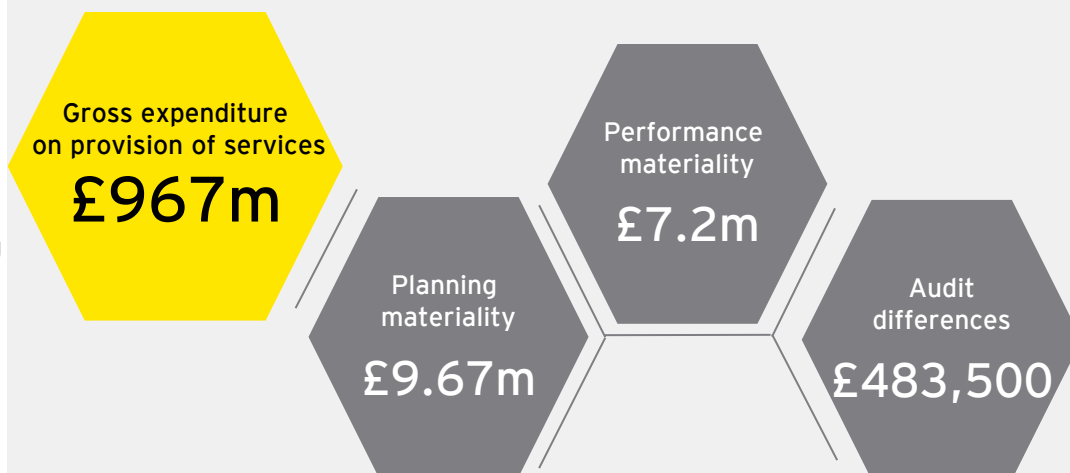 Gross expenditure
on provision of services
£967m
Planning
materiality
£9.67m
Performance
materiality
£7.2m
Audit
differences
£483,500